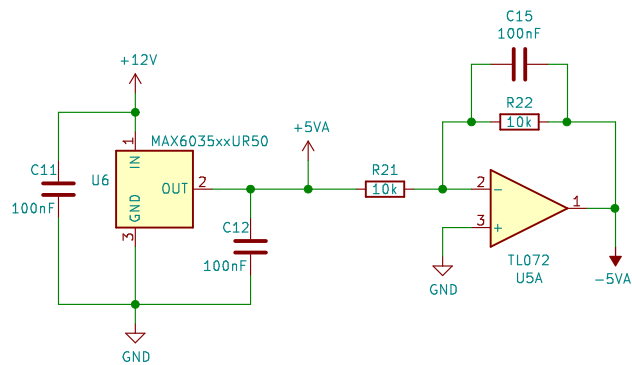 C15
100nF
+12V
R22
10k
+5VA
1
MAX6035xxUR50
IN
C11
100nF
U6
OUT
2
GND
3
R21
10k
2
−
3
+
1
C12
100nF
TL072
U5A
GND
−5VA
GND